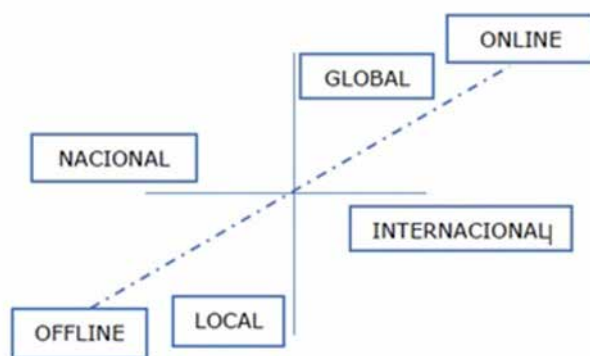 ONLINE
GLOBAL
NACIONAL
INTERNACIONAL
LOCAL
OFFLINE